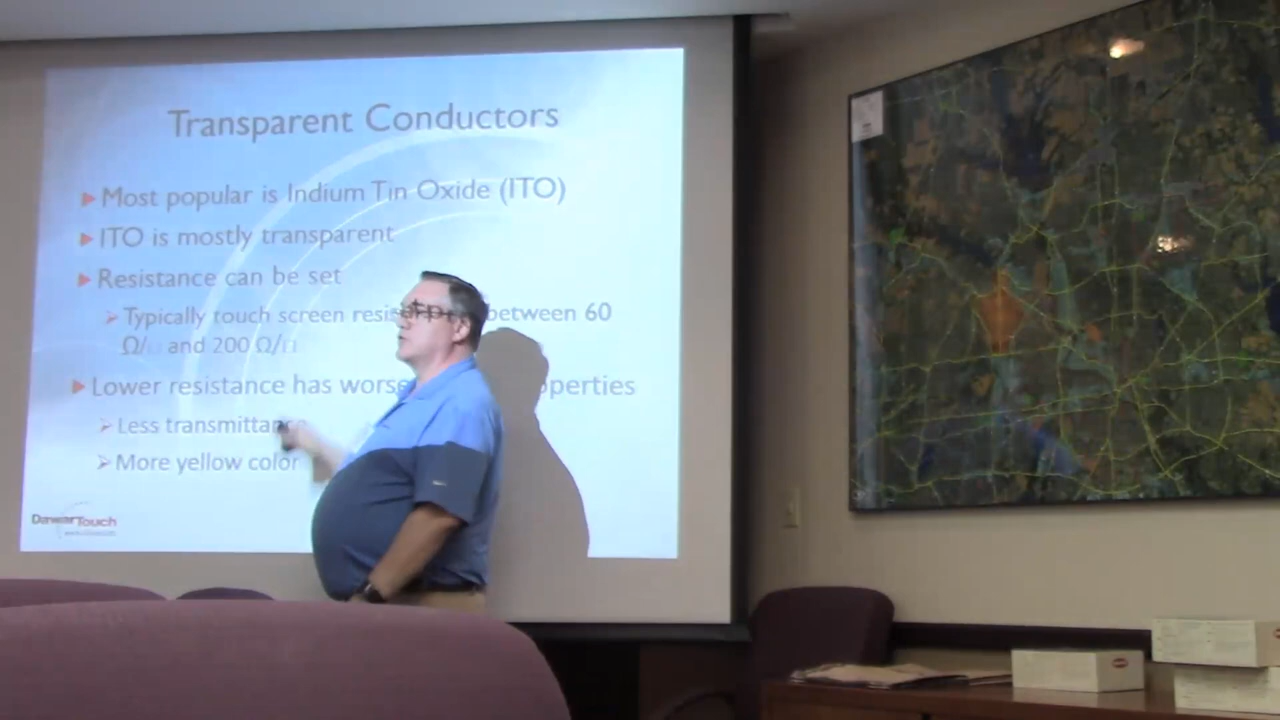 Transparent Conductors
Most popular is Indium Tin Oxide (ITO)
ITO is mostly transparent
Resistance can be set
Typically touch screen between 60
Ω/□ and 200 Ω/□
Lower resistance has worse
Less transmittance
More yellow color
DawarTouch